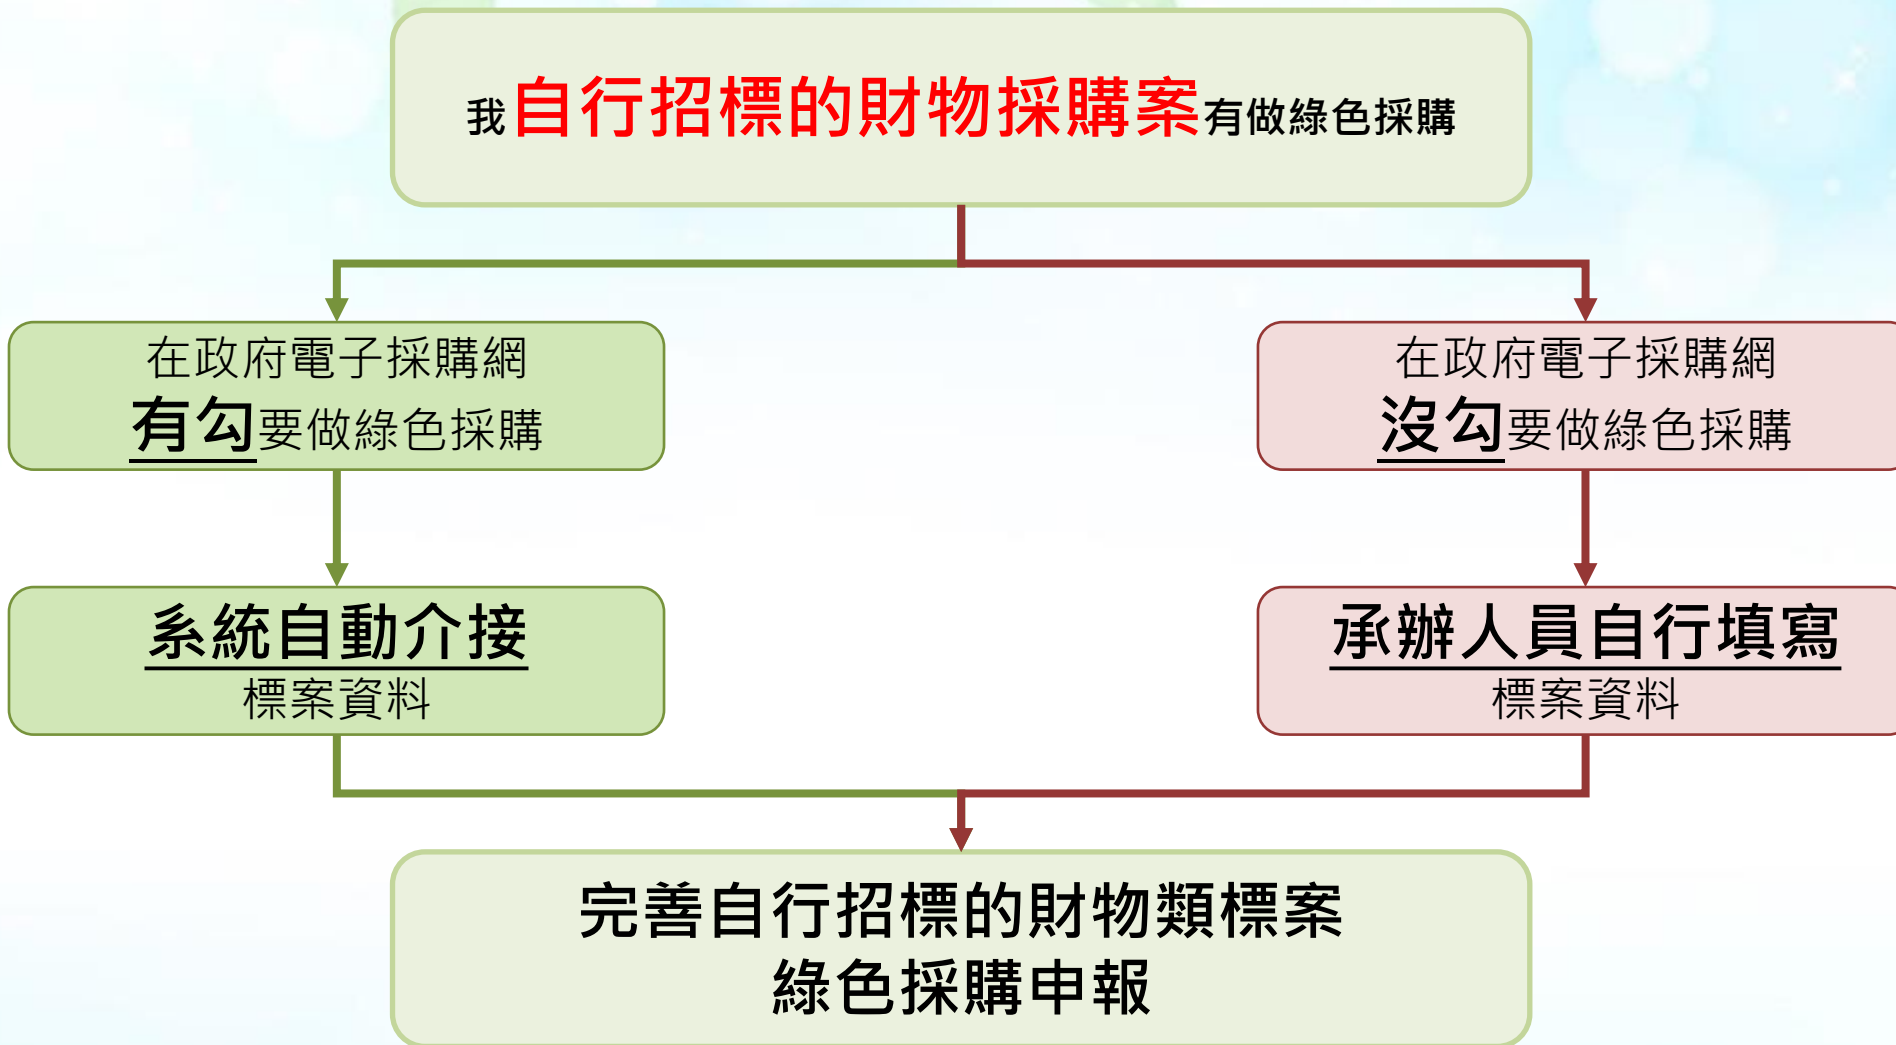 我自行招標的財物採購案有做綠色採購
在政府電子採購網
有勾要做綠色採購
在政府電子採購網
沒勾要做綠色採購
系統自動介接
標案資料
承辦人員自行填寫
標案資料
完善自行招標的財物類標案
綠色採購申報